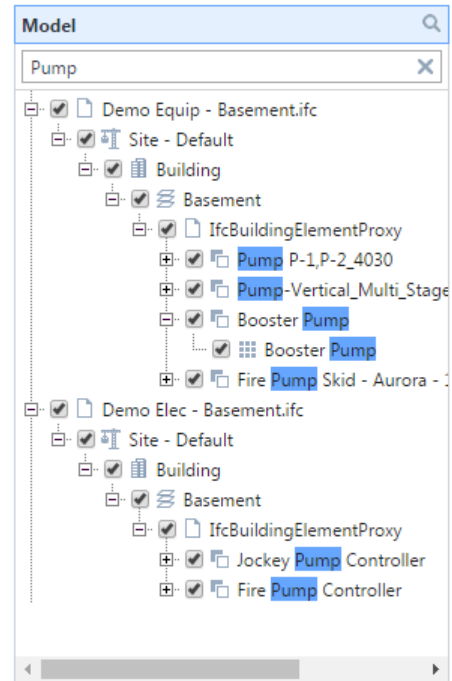 Model
Pump
Demo Equip - Basement.ifc
Site - Default
Building
Basement
IfcBuildingElementProxy
Pump P-1,P-2_4030
Pump-Vertical_Multi_Stage
Booster Pump
Booster Pump
Fire Pump Skid - Aurora -
Demo Elec - Basement.ifc
Site - Default
Building
Basement
IfcBuildingElementProxy
Jockey Pump Controller
Fire Pump Controller